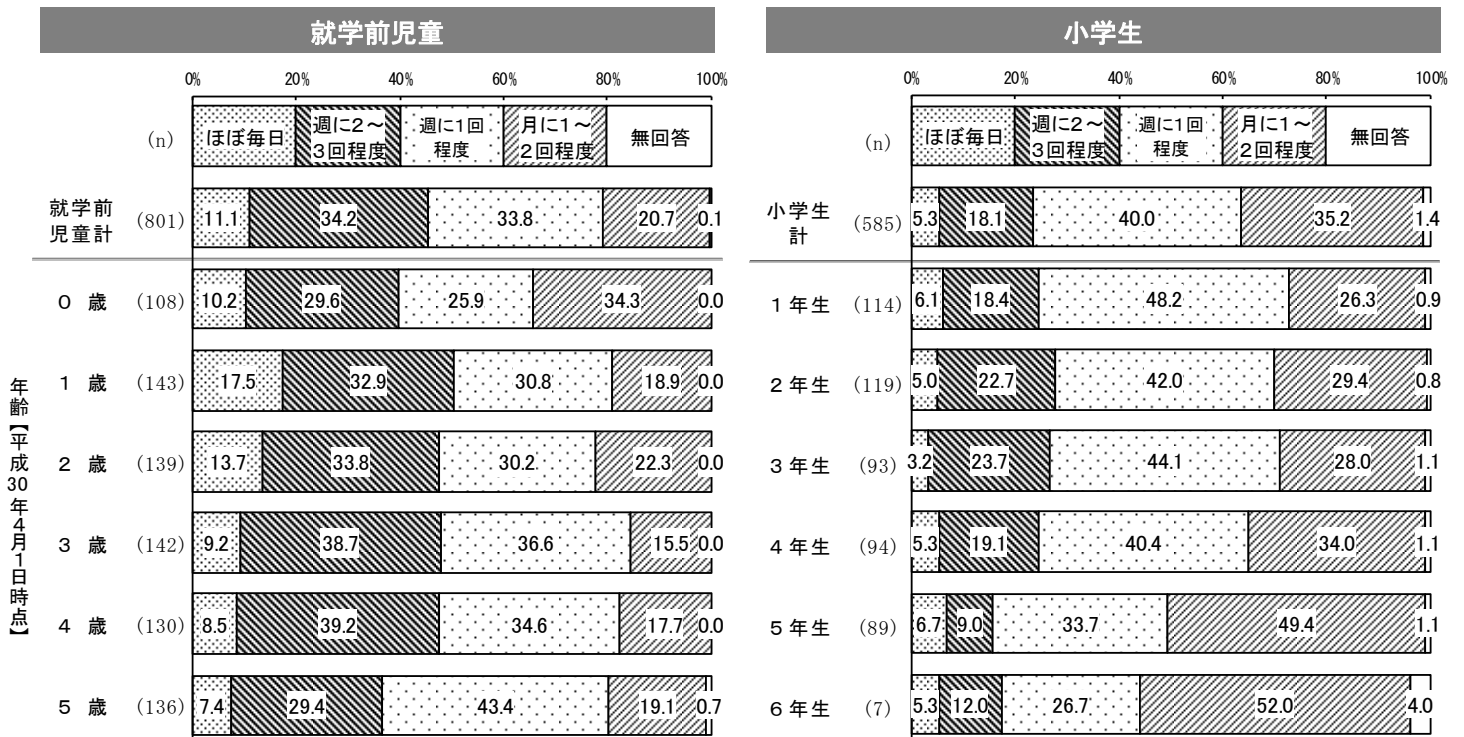 就学前児童
0% 20% 40% 60% 80% 100%
(n) ほぼ毎日 週に2～3回程度 週に1回程度 月に1～2回程度 無回答
就学前児童計 (801) 11.1 34.2 33.8 20.7 0.1
年齢【平成30年4月1日時点】
0 歳 (108) 10.2 29.6 25.9 34.3 0.0
1 歳 (143) 17.5 32.9 30.8 18.9 0.0
2 歳 (139) 13.7 33.8 30.2 22.3 0.0
3 歳 (142) 9.2 38.7 36.6 15.5 0.0
4 歳 (130) 8.5 39.2 34.6 17.7 0.0
5 歳 (136) 7.4 29.4 43.4 19.1 0.7
小学生
0% 20% 40% 60% 80% 100%
(n) ほぼ毎日 週に2～3回程度 週に1回程度 月に1～2回程度 無回答
小学生計 (585) 5.3 18.1 40.0 35.2 1.4
1年生 (114) 6.1 18.4 48.2 26.3 0.9
2年生 (119) 5.0 22.7 42.0 29.4 0.8
3年生 (93) 3.2 23.7 44.1 28.0 1.1
4年生 (94) 5.3 19.1 40.4 34.0 1.1
5年生 (89) 6.7 9.0 33.7 49.4 1.1
6年生 (7) 5.3 12.0 26.7 52.0 4.0